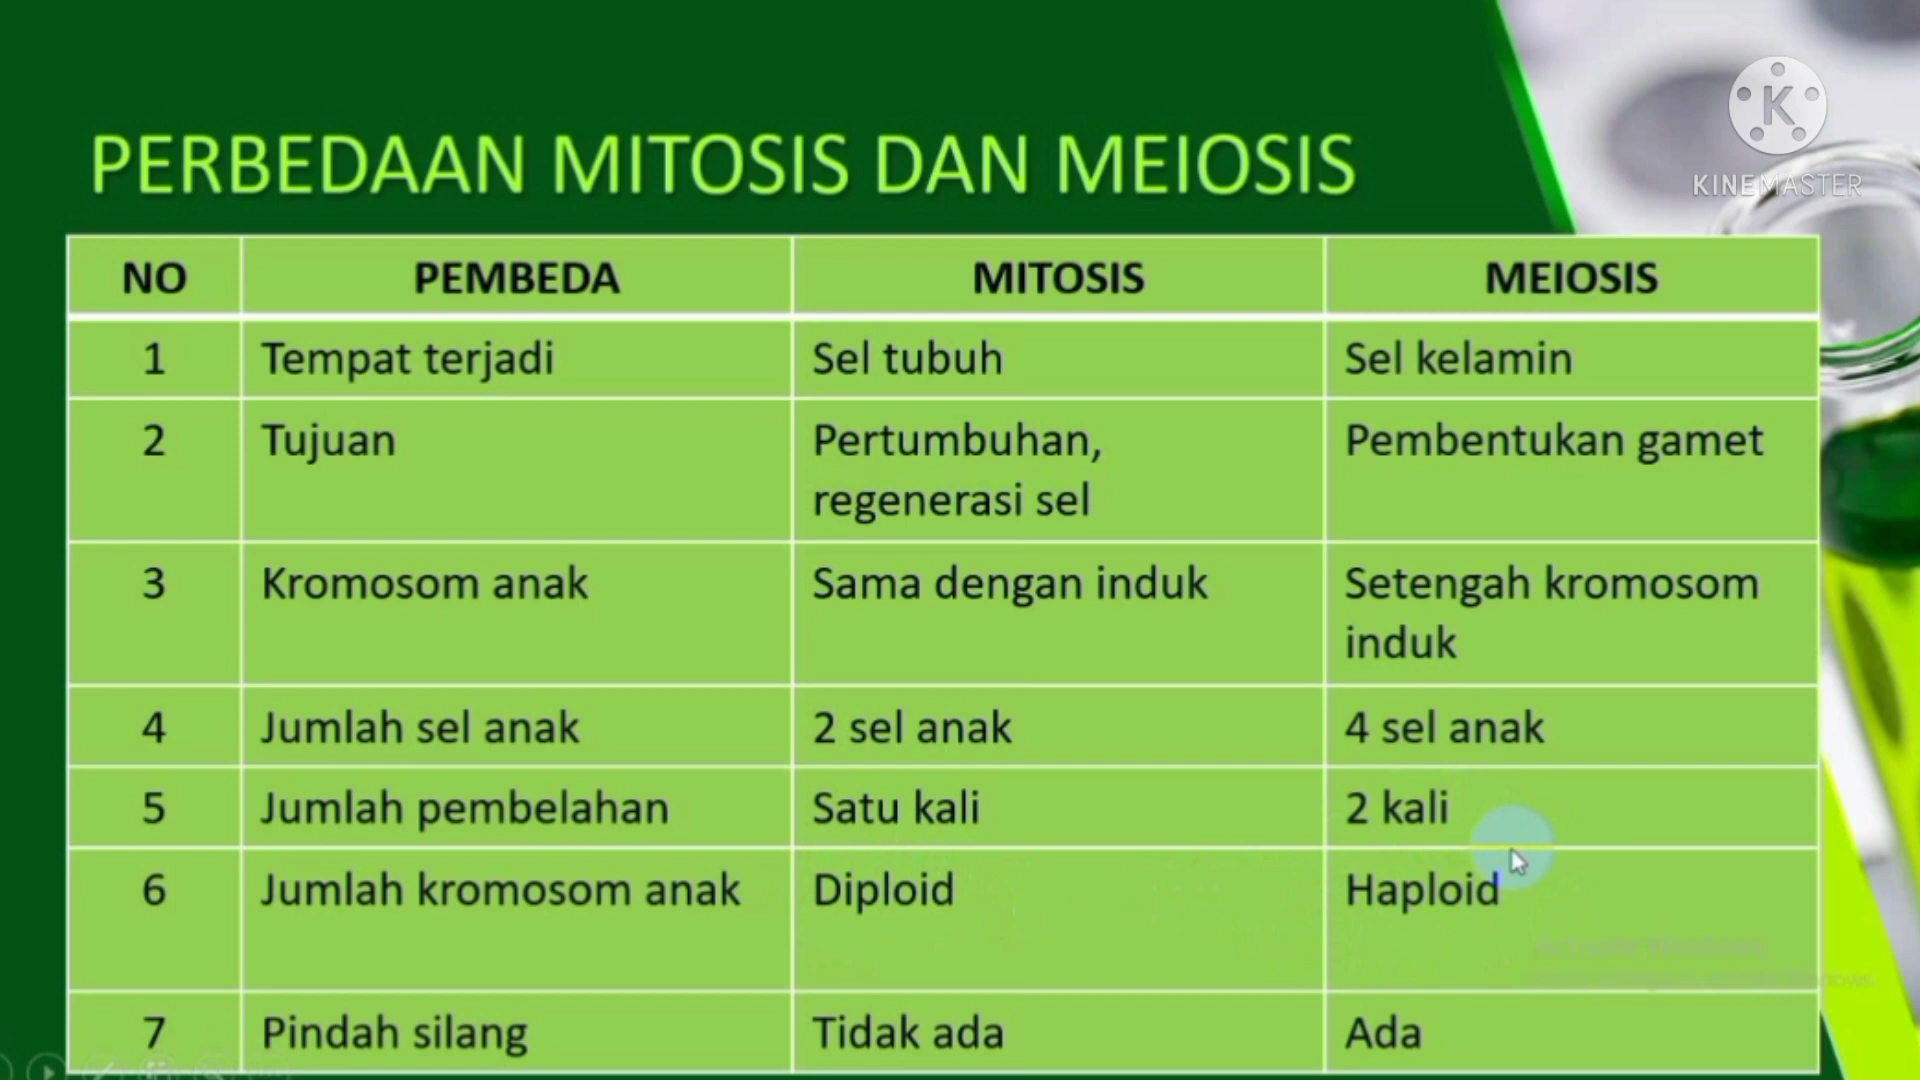 KINEMASTER
PERBEDAAN MITOSIS DAN MEIOSIS
NO PEMBEDA MITOSIS MEIOSIS
1 Tempat terjadi Sel tubuh Sel kelamin
2 Tujuan Pertumbuhan, Pembentukan gamet
regenerasi sel
3 Kromosom anak Sama dengan induk Setengah kromosom
induk
4 Jumlah sel anak 2 sel anak 4 sel anak
5 Jumlah pembelahan Satu kali 2 kali
6 Jumlah kromosom anak Diploid Haploid
7 Pindah silang Tidak ada Ada